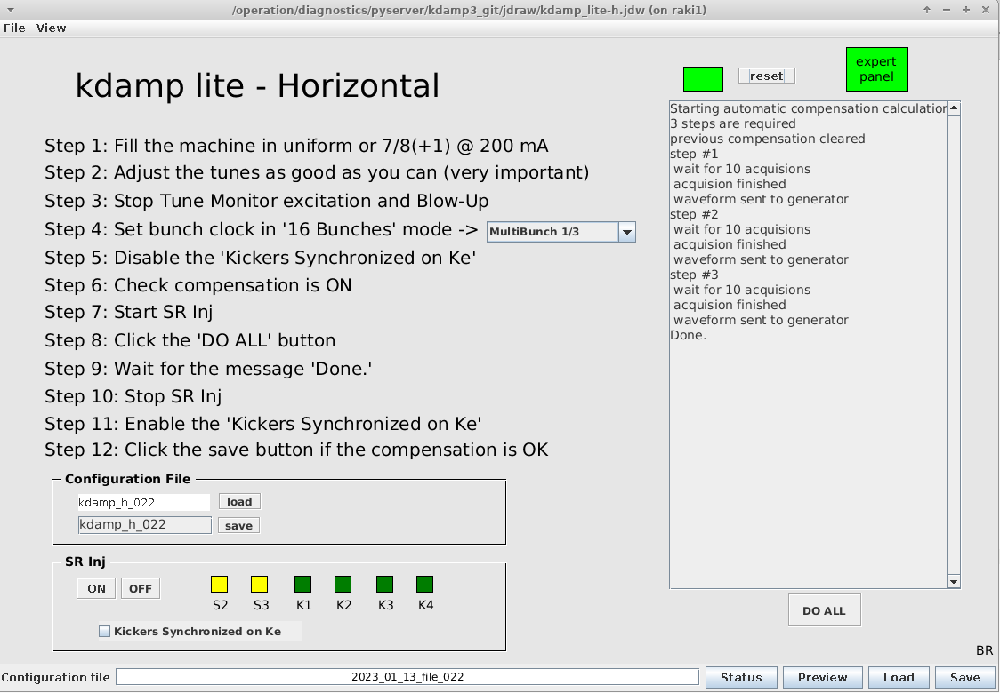 /operation/diagnostics/pyserver/kdamp3_git/jdraw/kdamp_lite-h.jdw (on raki1)
File View
kdamp lite - Horizontal
reset
expert
panel
Step 1: Fill the machine in uniform or 7/8(+1) @ 200 mA
Step 2: Adjust the tunes as good as you can (very important)
Step 3: Stop Tune Monitor excitation and Blow-Up
Step 4: Set bunch clock in '16 Bunches' mode -> MultiBunch 1/3
Step 5: Disable the 'Kickers Synchronized on Ke'
Step 6: Check compensation is ON
Step 7: Start SR Inj
Step 8: Click the 'DO ALL' button
Step 9: Wait for the message 'Done.'
Step 10: Stop SR Inj
Step 11: Enable the 'Kickers Synchronized on Ke'
Step 12: Click the save button if the compensation is OK
Starting automatic compensation calculation
3 steps are required
previous compensation cleared
step #1
wait for 10 acquisions
acquision finished
waveform sent to generator
step #2
wait for 10 acquisions
acquision finished
waveform sent to generator
step #3
wait for 10 acquisions
acquision finished
waveform sent to generator
Done.
Configuration File
kdamp_h_022 load
kdamp_h_022 save
SR Inj
ON OFF
S2 S3 K1 K2 K3 K4
Kickers Synchronized on Ke
DO ALL
BR
Configuration file 2023_01_13_file_022 Status Preview Load Save